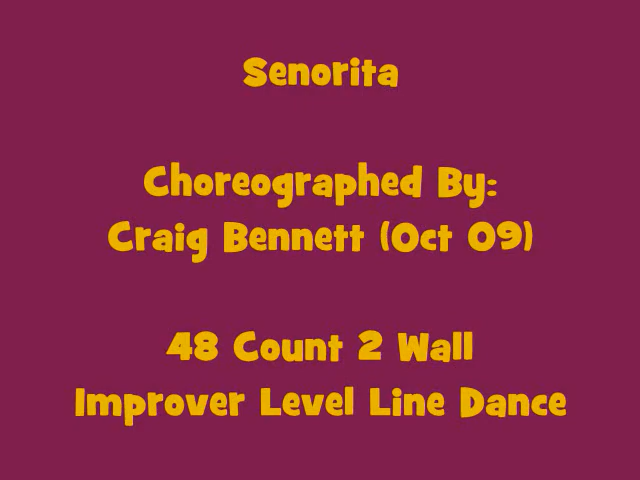 Senorita
Choreographed By:
Craig Bennett (Oct 09)
48 Count 2 Wall
Improver Level Line Dance